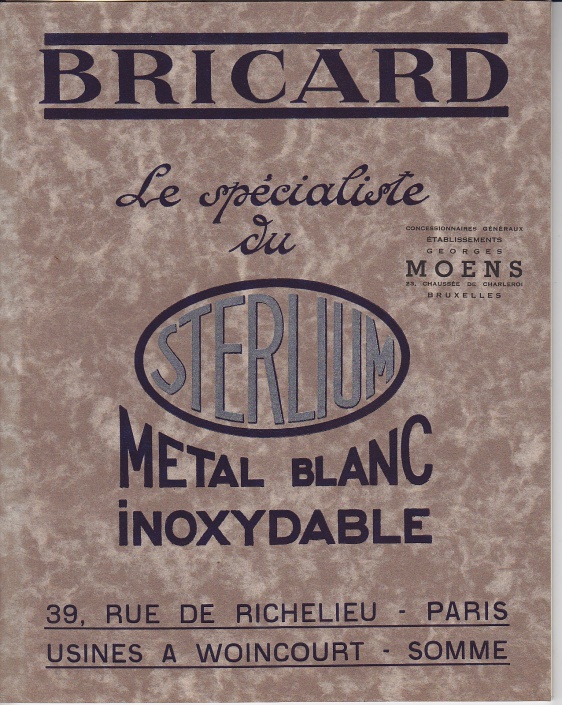 BRICARD
Le spécialiste
du
CONCESSIONNAIRES GÉNÉRAUX
ÉTABLISSEMENTS
GEORGES
MOENS
25, CHAUSSÉE DE CHARLEROI
BRUXELLES
STERLIUM
METAL BLANC
INOXYDABLE
39, RUE DE RICHELIEU - PARIS
USINES A WOINCOURT - SOMME